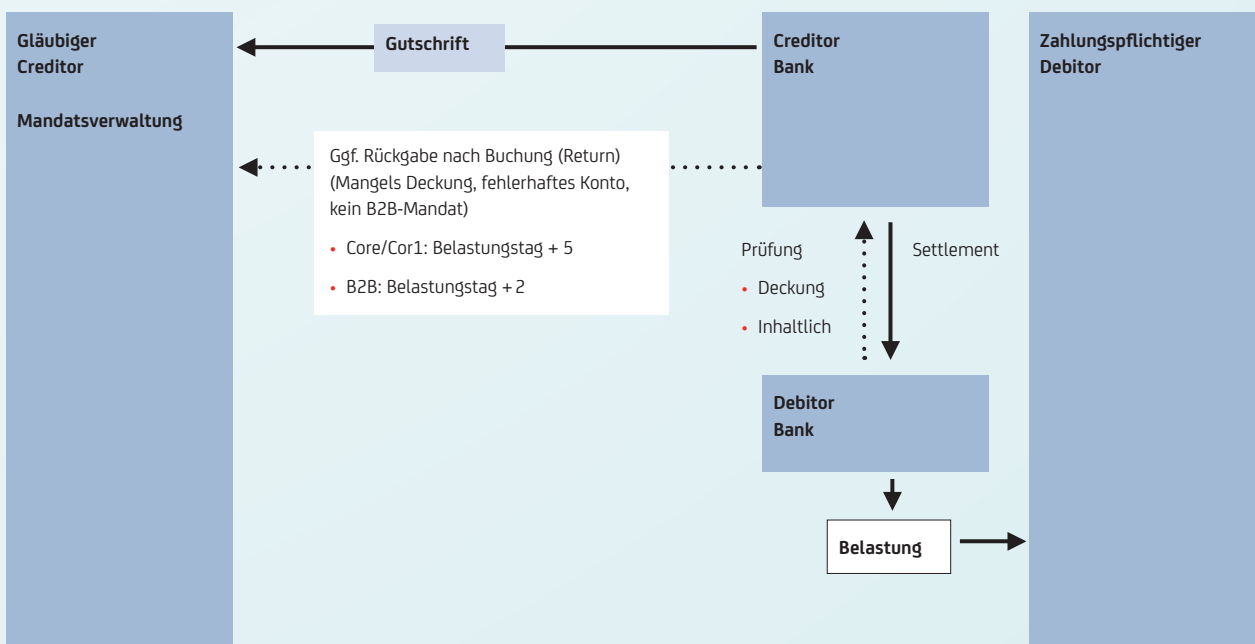 Gläubiger
Creditor
Mandatsverwaltung
Gutschrift
Creditor
Bank
Zahlungspflichtiger
Debitor
Ggf. Rückgabe nach Buchung (Return)
(Mangels Deckung, fehlerhaftes Konto,
kein B2B-Mandat)
• Core/Cor1: Belastungstag + 5
• B2B: Belastungstag + 2
Prüfung
• Deckung
• Inhaltlich
Settlement
Debitor
Bank
Belastung